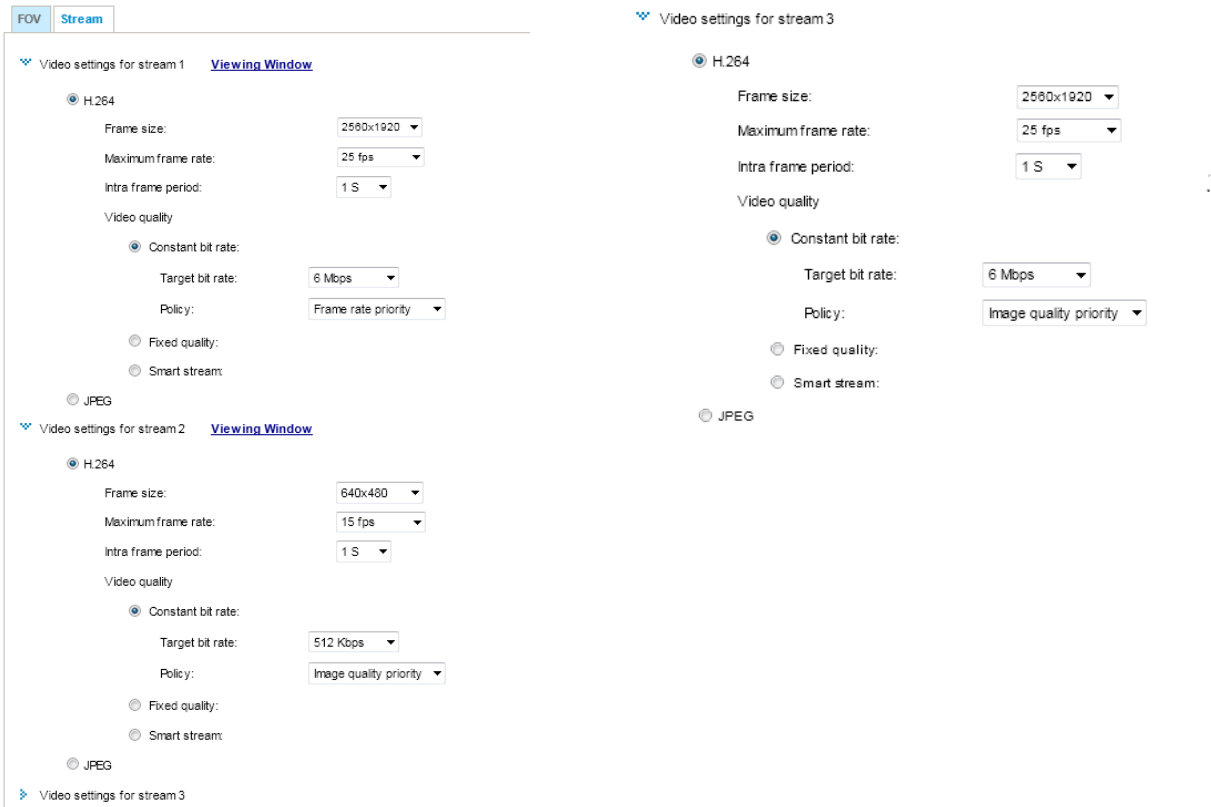 FOV Stream
Video settings for stream 1 Viewing Window
H.264
Frame size: 2560x1920
Maximum frame rate: 25 fps
Intra frame period: 1 S
Video quality
Constant bit rate:
Target bit rate: 6 Mbps
Policy: Frame rate priority
Fixed quality:
Smart stream:
JPEG
Video settings for stream 2 Viewing Window
H.264
Frame size: 640x480
Maximum frame rate: 15 fps
Intra frame period: 1 S
Video quality
Constant bit rate:
Target bit rate: 512 Kbps
Policy: Image quality priority
Fixed quality:
Smart stream:
JPEG
Video settings for stream 3
Video settings for stream 3
H.264
Frame size: 2560x1920
Maximum frame rate: 25 fps
Intra frame period: 1 S
Video quality
Constant bit rate:
Target bit rate: 6 Mbps
Policy: Image quality priority
Fixed quality:
Smart stream:
JPEG